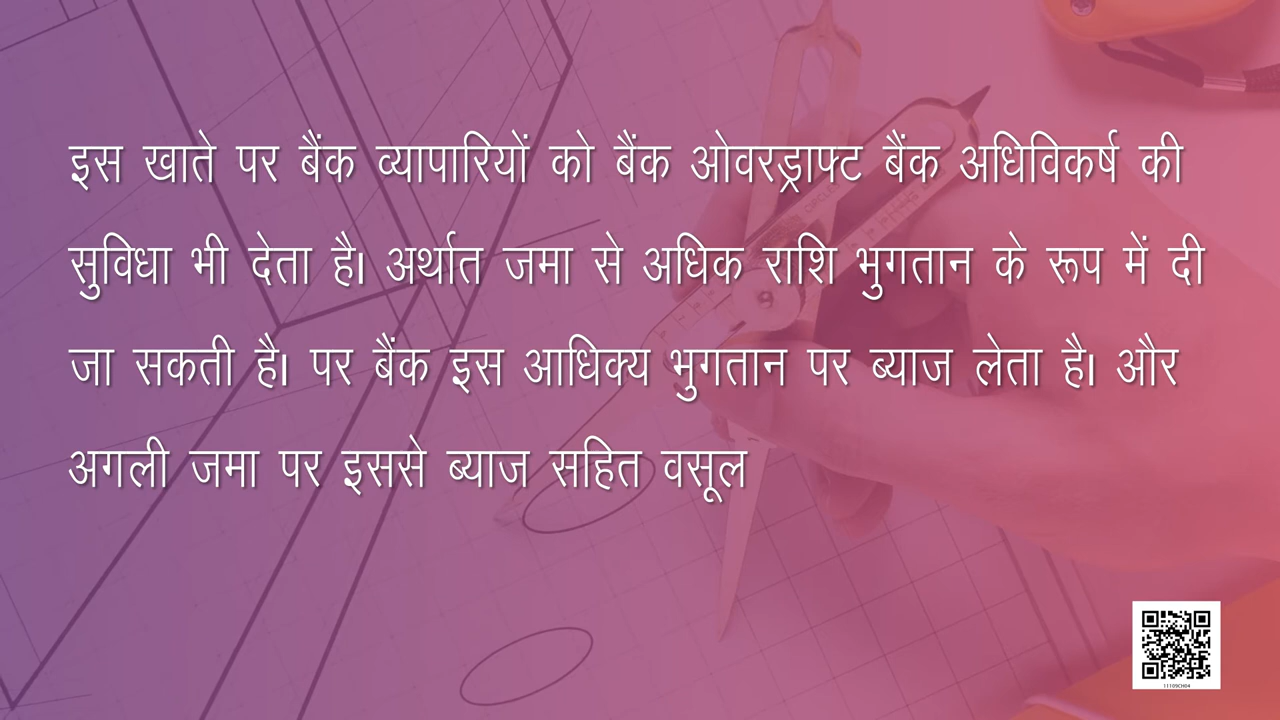 इस खाते पर बैंक व्यापारियों को बैंक ओवरड्राफ्ट बैंक अधिविकर्ष की
सुविधा भी देता है। अर्थात जमा से अधिक राशि भुगतान के रूप में दी
जा सकती है। पर बैंक इस आधिक्य भुगतान पर ब्याज लेता है। और
अगली जमा पर इससे ब्याज सहित वसूल
11109CH04